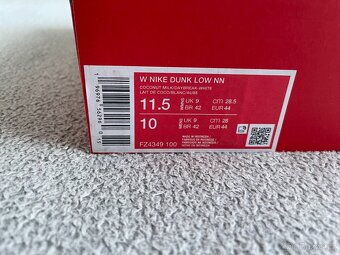 W NIKE DUNK LOW NN
COCONUT MILK/DAYBREAK-WHITE
LAIT DE COCO/BLANC/AUBE
11.5 UK 9 CM 28.5
BR 42 EUR 44
10 UK 9 CM 28
BR 42 EUR 44
FZ4349 100